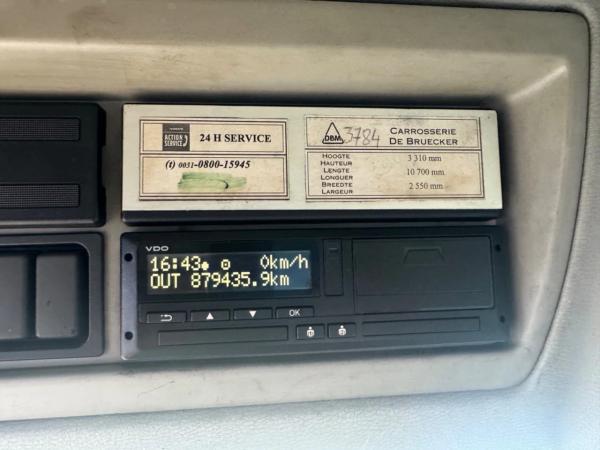 ACTION
SERVICE
24 H SERVICE
(t) 0031-0800-15945
DBM
3784
CARROSSERIE
DE BRUECKER
HOOGTE
HAUTEUR
3 310 mm
LENGTE
LONGUER
10 700 mm
BREEDTE
LARGEUR
2 550 mm
VDO
16:43 0km/h
OUT 879435.9km
OK